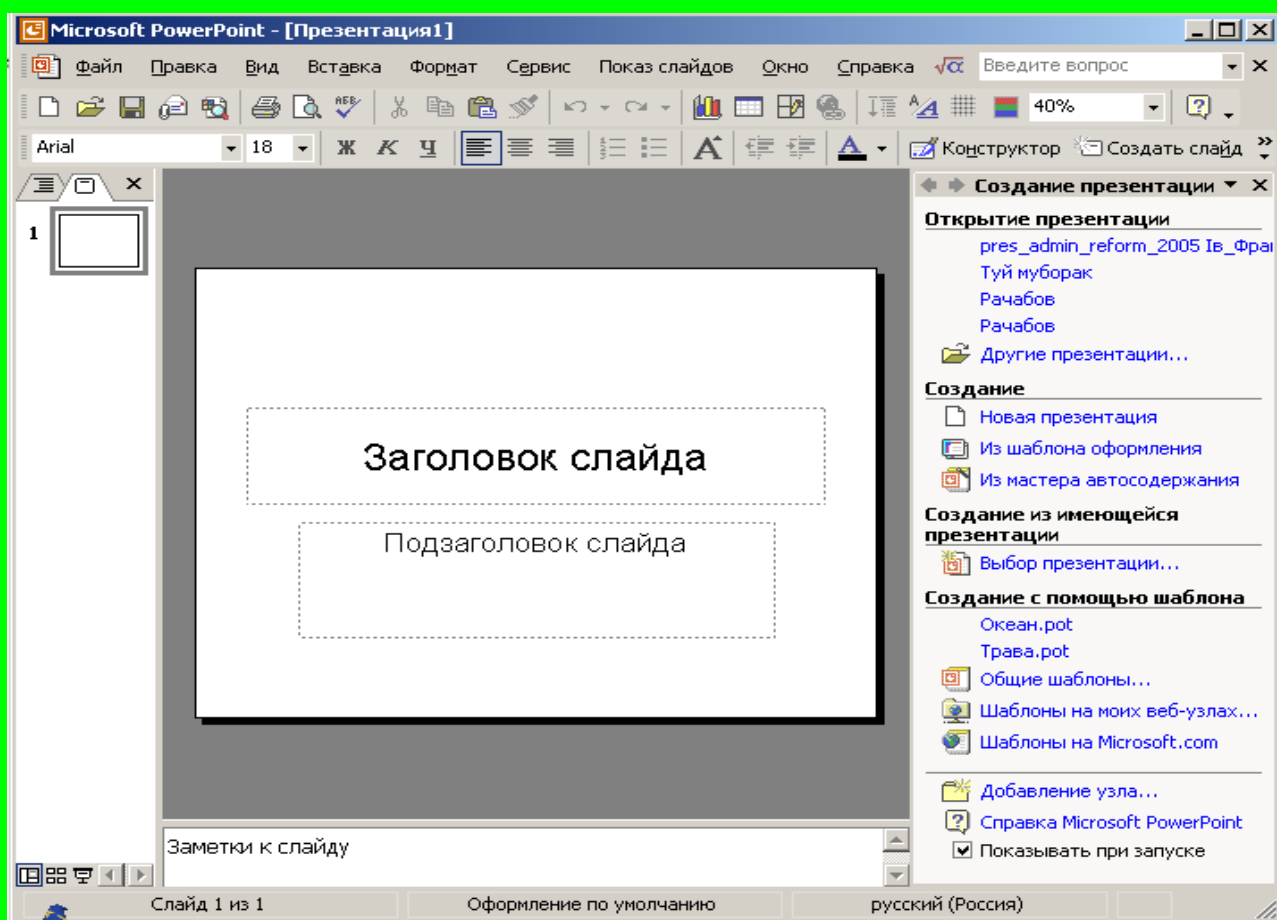 Microsoft PowerPoint - [Презентация1]
Файл Правка Вид Вставка Формат Сервис Показ слайдов Окно Справка √α Введите вопрос
40%
Arial 18 Ж К Ч Конструктор Создать слайд
Создание презентации
1
Открытие презентации
pres_admin_reform_2005 Ів_Фран
Туй муборак
Рачабов
Рачабов
Другие презентации...
Создание
Новая презентация
Из шаблона оформления
Из мастера автосодержания
Создание из имеющейся
презентации
Выбор презентации...
Создание с помощью шаблона
Океан.pot
Трава.pot
Общие шаблоны...
Шаблоны на моих веб-узлах...
Шаблоны на Microsoft.com
Добавление узла...
Справка Microsoft PowerPoint
Показывать при запуске
Заголовок слайда
Подзаголовок слайда
Заметки к слайду
Слайд 1 из 1 Оформление по умолчанию русский (Россия)